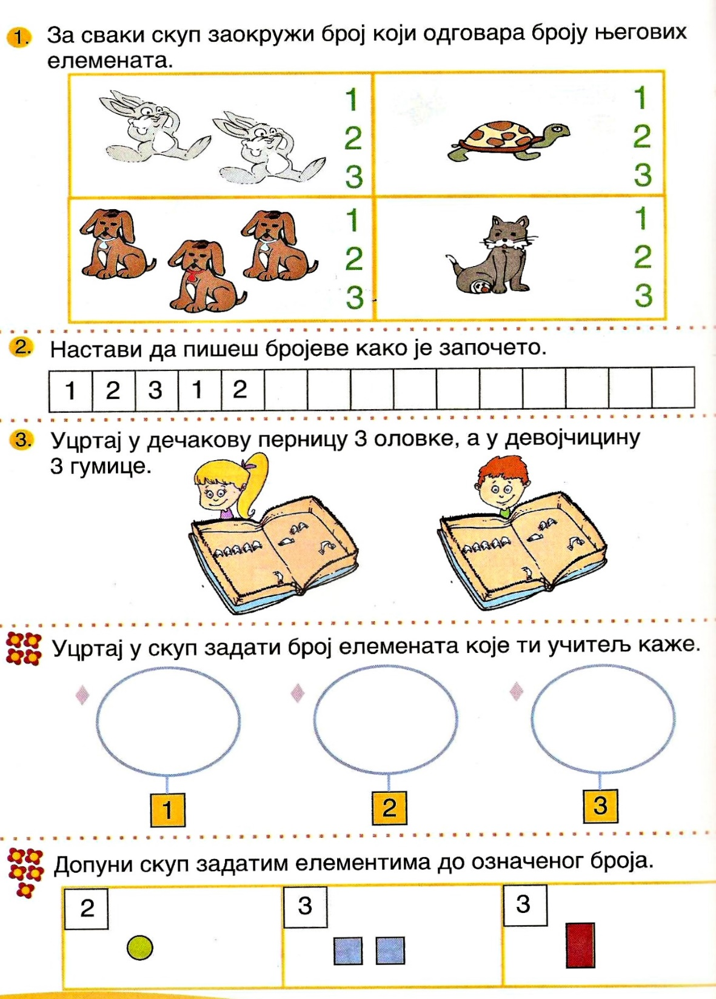 1. За сваки скуп заокружи број који одговара броју његових
елемената.
1
2
3
1
2
3
1
2
3
1
2
3
2. Настави да пишеш бројеве како је започето.
1 2 3 1 2
3. Уцртај у дечакову перницу 3 оловке, а у девојчицину
3 гумице.
Уцртај у скуп задати број елемената које ти учитељ каже.
1 2 3
Допуни скуп задатим елементима до означеног броја.
2 3 3